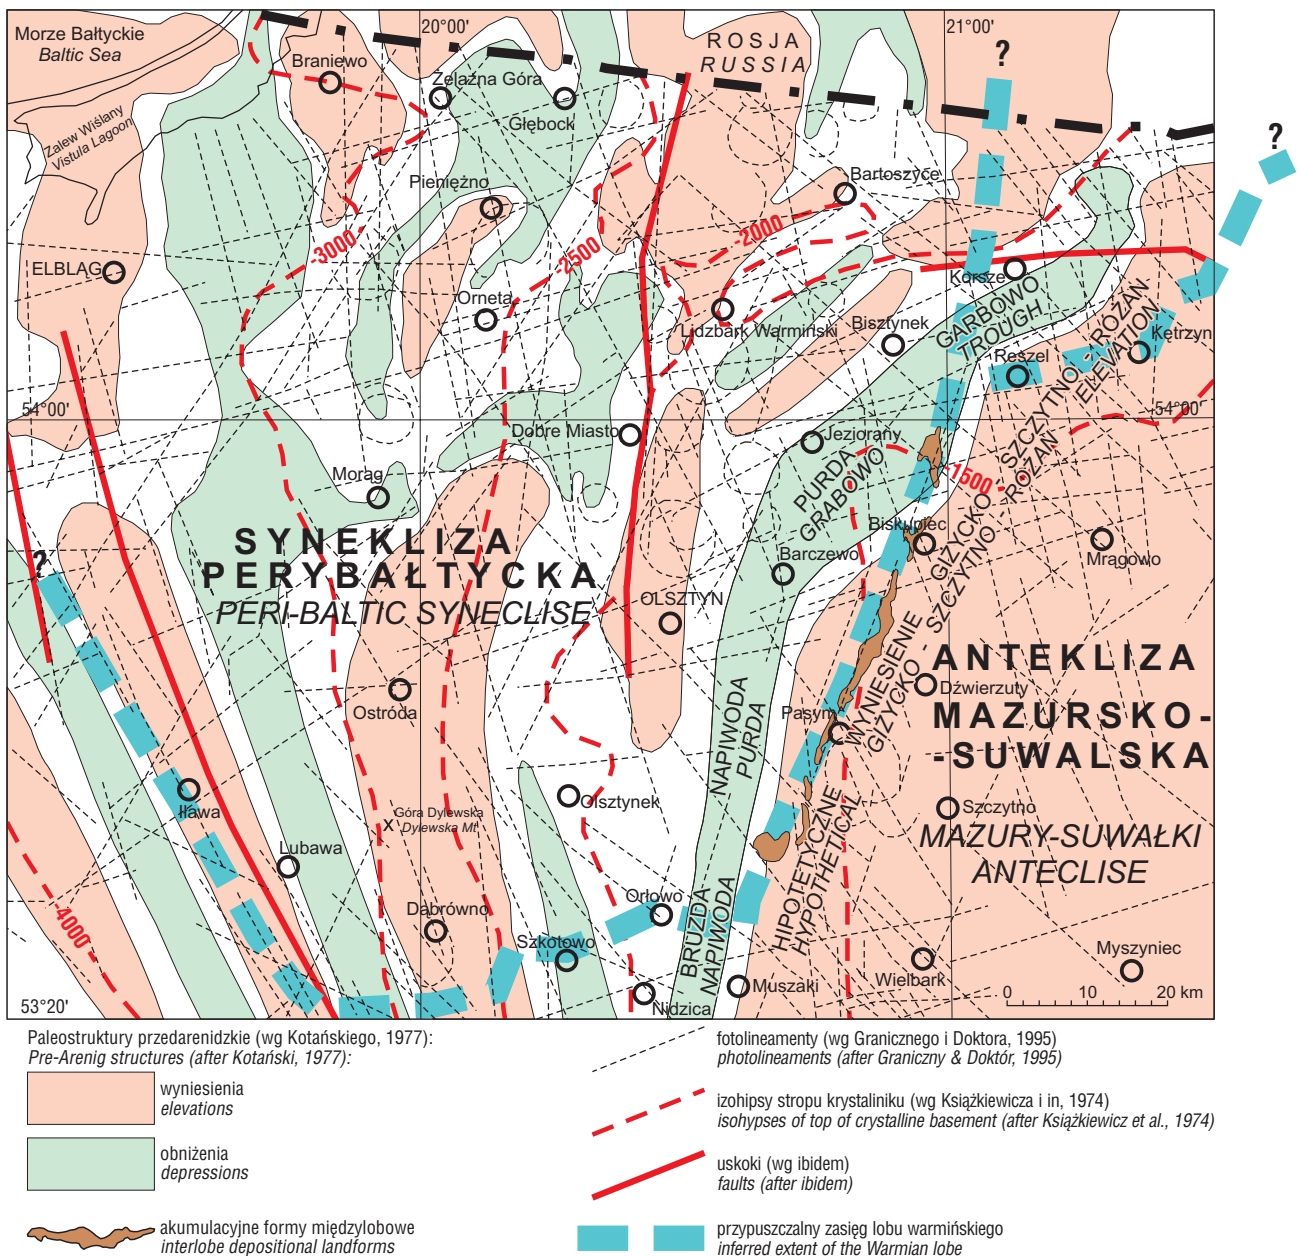 Morze Bałtyckie
Baltic Sea
Zalew Wiślany
Vistula Lagoon
20°00'
21°00'
ROSJA
RUSSIA
?
?
Braniewo
Żelazna Góra
Głębock
Pieniężno
Bartoszyce
-3000
-2500
-2000
ELBLĄG
Orneta
Lidzbark Warmiński
Bisztynek
Korsze
GARBOWO
TROUGH
Reszel
Kętrzyn
54°00'
54°00'
Dobre Miasto
Jeziorany
Morąg
PURDA
GRABOWO
-1500
SZCZYTNO - ROŻAN
ROŻAN ELEVATION
Biskupiec
Mrągowo
Barczewo
GIŻYCKO
SZCZYTNO -
?
SYNEKLIZA
PERYBAŁTYCKA
PERI-BALTIC SYNECLISE
OLSZTYN
ANTEKLIZA
MAZURSKO-
-SUWALSKA
MAZURY-SUWAŁKI
ANTECLISE
Dźwierzuty
Pasym
WYNIESIENIE
GIŻYCKO -
Ostróda
NAPIWODA
PURDA
Iława
Olsztynek
Szczytno
x Góra Dylewska
Dylewska Mt.
Lubawa
HIPOTETYCZNE
HYPOTHETICAL
-4000
Dąbrówno
Orłowo
BRUZDA
NAPIWODA
Szkotowo
Myszyniec
Wielbark
Muszaki
Nidzica
53°20'
0 10 20 km
Paleostruktury przedarenidzkie (wg Kotańskiego, 1977):
Pre-Arenig structures (after Kotański, 1977):
wyniesienia
elevations
obniżenia
depressions
akumulacyjne formy międzylobowe
interlobe depositional landforms
fotolineamenty (wg Granicznego i Doktora, 1995)
photolineaments (after Graniczny & Doktór, 1995)
izohipsy stropu krystaliniku (wg Książkiewicza i in, 1974)
isohypses of top of crystalline basement (after Książkiewicz et al., 1974)
uskoki (wg ibidem)
faults (after ibidem)
przypuszczalny zasięg lobu warmińskiego
inferred extent of the Warmian lobe